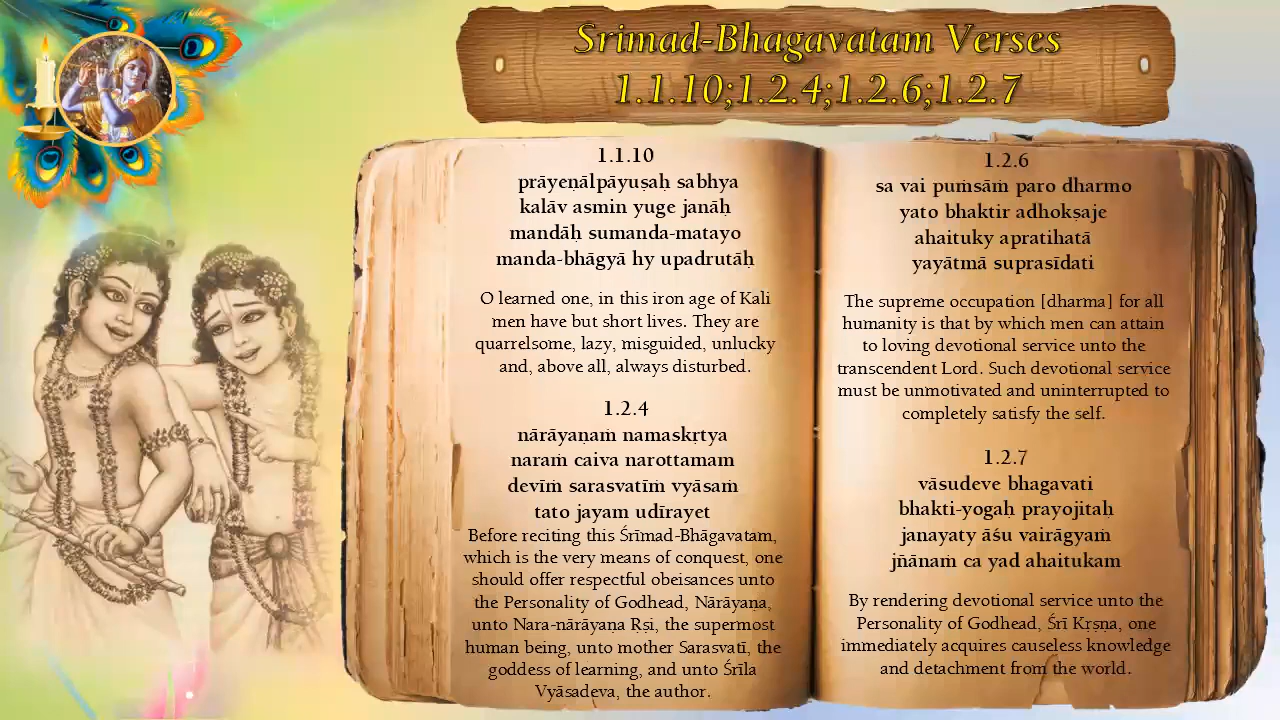 Srimad-Bhagavatam Verses
1.1.10;1.2.4;1.2.6;1.2.7
1.1.10
prāyeṇālpāyuṣaḥ sabhya
kalāv asmin yuge janāḥ
mandāḥ sumanda-matayo
manda-bhāgyā hy upadrutāḥ
O learned one, in this iron age of Kali
men have but short lives. They are
quarrelsome, lazy, misguided, unlucky
and, above all, always disturbed.
1.2.4
nārāyaṇaṁ namaskṛtya
naraṁ caiva narottamam
devīṁ sarasvatīṁ vyāsaṁ
tato jayam udīrayet
Before reciting this Śrīmad-Bhāgavatam,
which is the very means of conquest, one
should offer respectful obeisances unto
the Personality of Godhead, Nārāyaṇa,
unto Nara-nārāyaṇa Ṛṣi, the supermost
human being, unto mother Sarasvatī, the
goddess of learning, and unto Śrīla
Vyāsadeva, the author.
1.2.6
sa vai puṁsāṁ paro dharmo
yato bhaktir adhokṣaje
ahaituky apratihatā
yayātmā suprasīdati
The supreme occupation [dharma] for all
humanity is that by which men can attain
to loving devotional service unto the
transcendent Lord. Such devotional service
must be unmotivated and uninterrupted to
completely satisfy the self.
1.2.7
vāsudeve bhagavati
bhakti-yogaḥ prayojitaḥ
janayaty āśu vairāgyaṁ
jñānaṁ ca yad ahaitukam
By rendering devotional service unto the
Personality of Godhead, Śrī Kṛṣṇa, one
immediately acquires causeless knowledge
and detachment from the world.